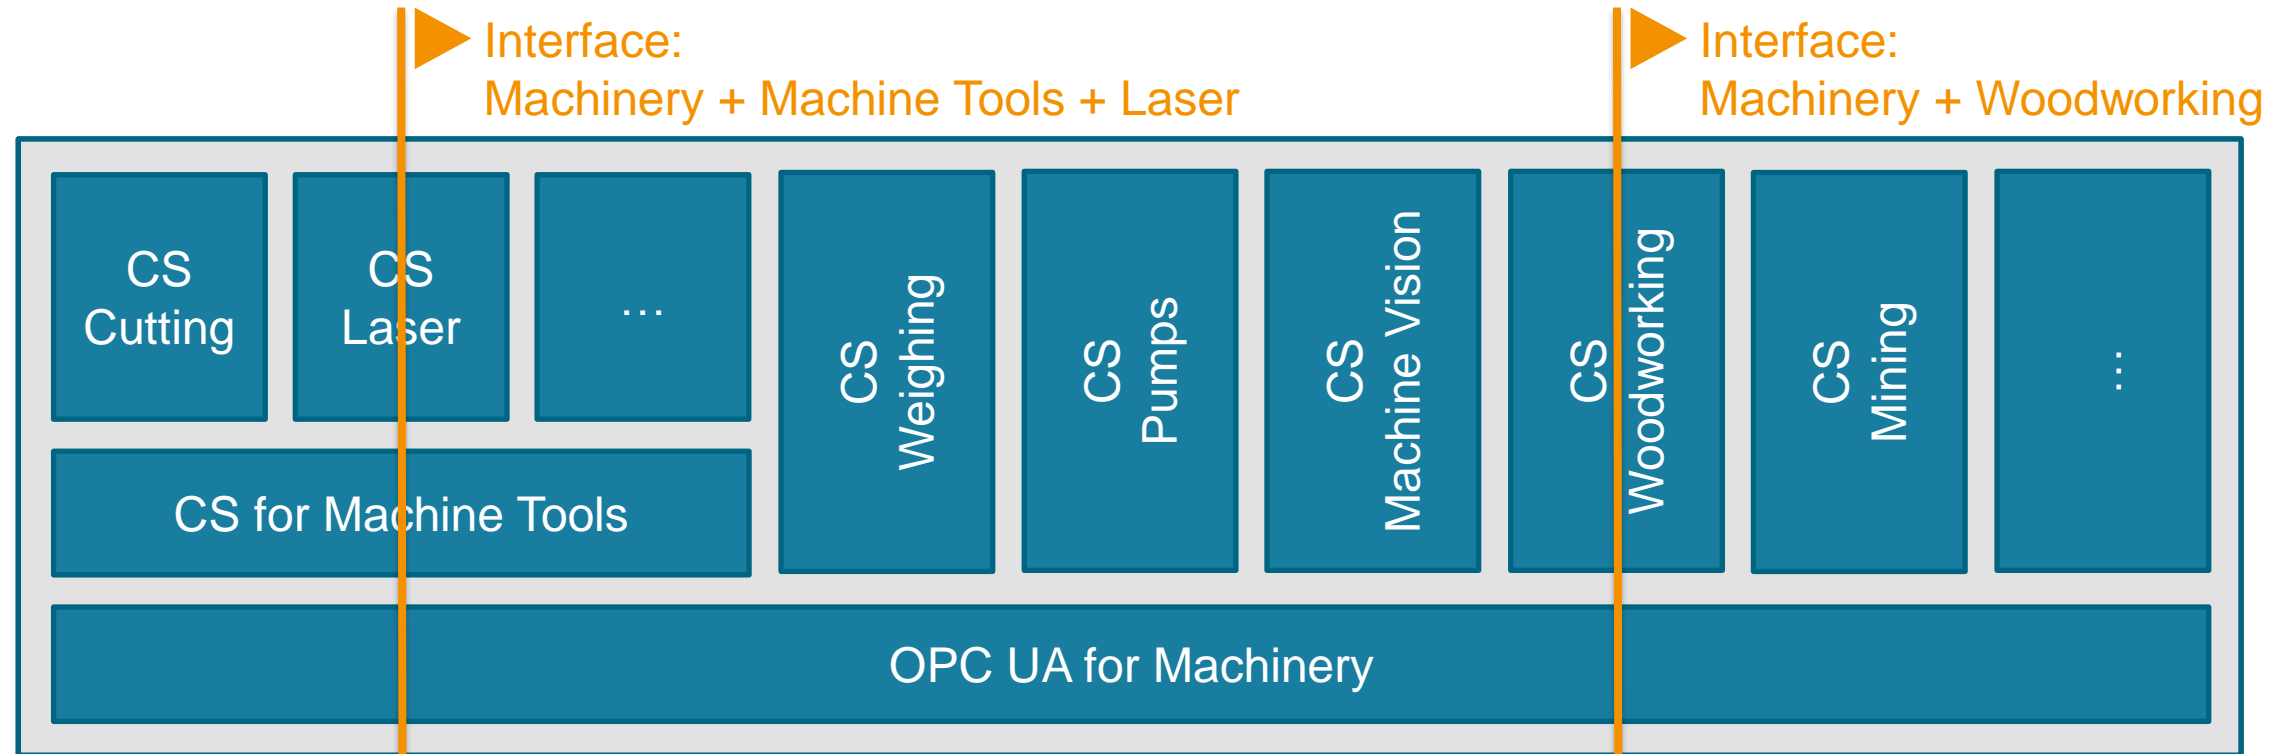 Interface:
Machinery + Machine Tools + Laser
Interface:
Machinery + Woodworking
CS
Cutting
CS
Laser
...
CS
Weighing
CS
Pumps
CS
Machine Vision
CS
Woodworking
CS
Mining
...
CS for Machine Tools
OPC UA for Machinery